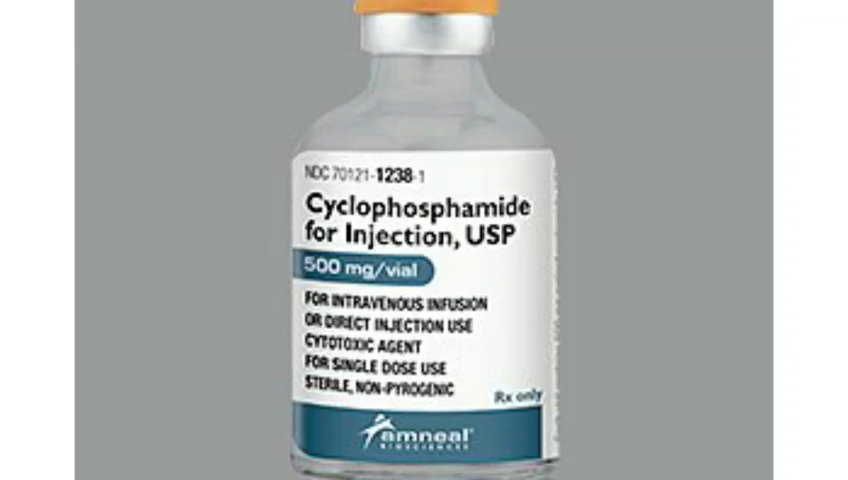 NDC 70121-1238-1
Cyclophosphamide
for Injection, USP
500 mg/vial
FOR INTRAVENOUS INFUSION
OR DIRECT INJECTION USE
CYTOTOXIC AGENT
FOR SINGLE DOSE USE
STERILE, NON-PYROGENIC
Rx only
amneal
BIOSCIENCES